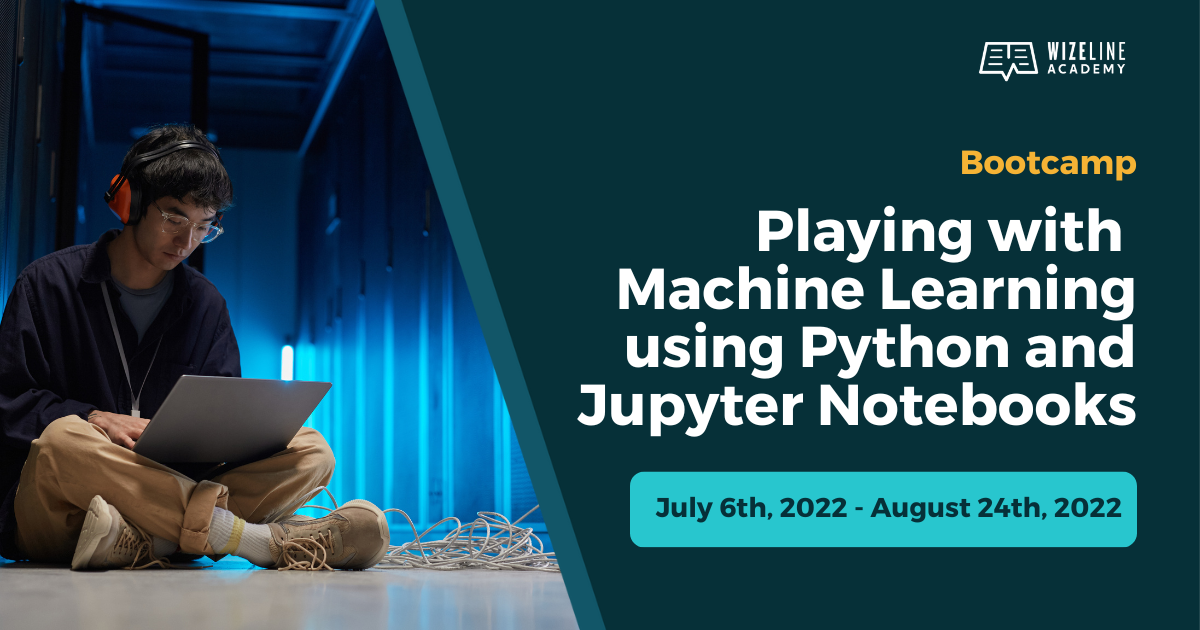 WIZELINE
ACADEMY
Bootcamp
Playing with
Machine Learning
using Python and
Jupyter Notebooks
July 6th, 2022 - August 24th, 2022